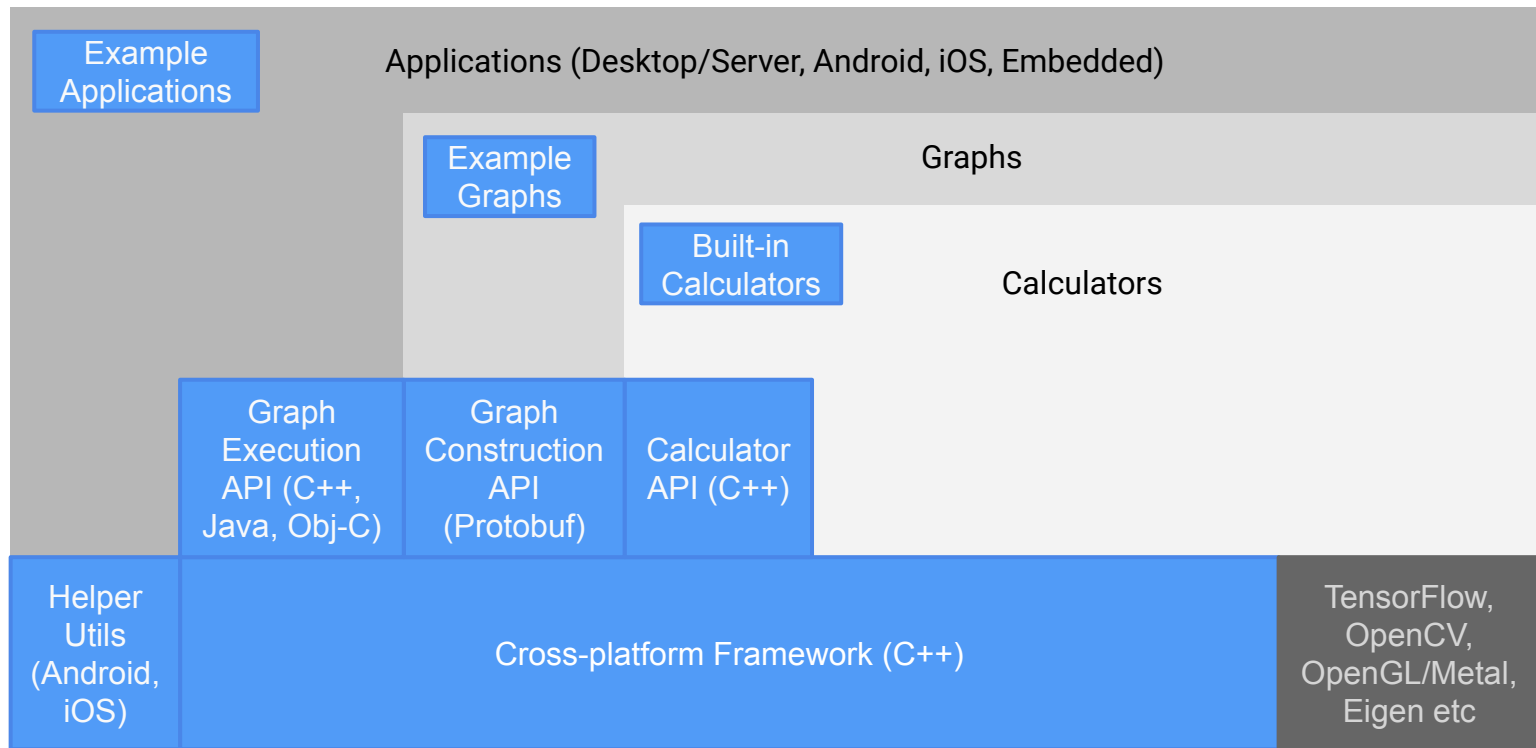 Example
Applications
Applications (Desktop/Server, Android, iOS, Embedded)
Example
Graphs
Graphs
Built-in
Calculators
Calculators
Graph
Execution
API (C++,
Java, Obj-C)
Graph
Construction
API
(Protobuf)
Calculator
API (C++)
Helper
Utils
(Android,
iOS)
Cross-platform Framework (C++)
TensorFlow,
OpenCV,
OpenGL/Metal,
Eigen etc